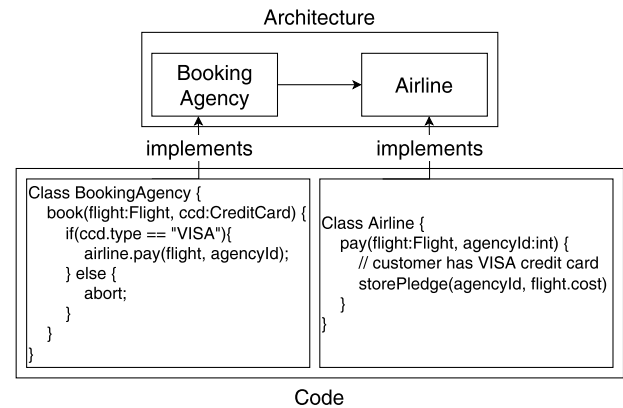 Architecture
Booking
Agency
Airline
implements
implements
Class BookingAgency {
book(flight:Flight, ccd:CreditCard) {
if(ccd.type == "VISA"){
airline.pay(flight, agencyId);
} else {
abort;
}
}
}
Class Airline {
pay(flight:Flight, agencyId:int) {
// customer has VISA credit card
storePledge(agencyId, flight.cost)
}
}
Code